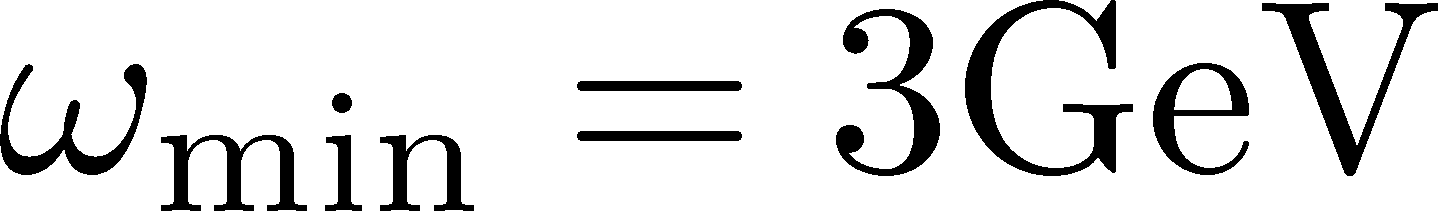 ω_min = 3GeV